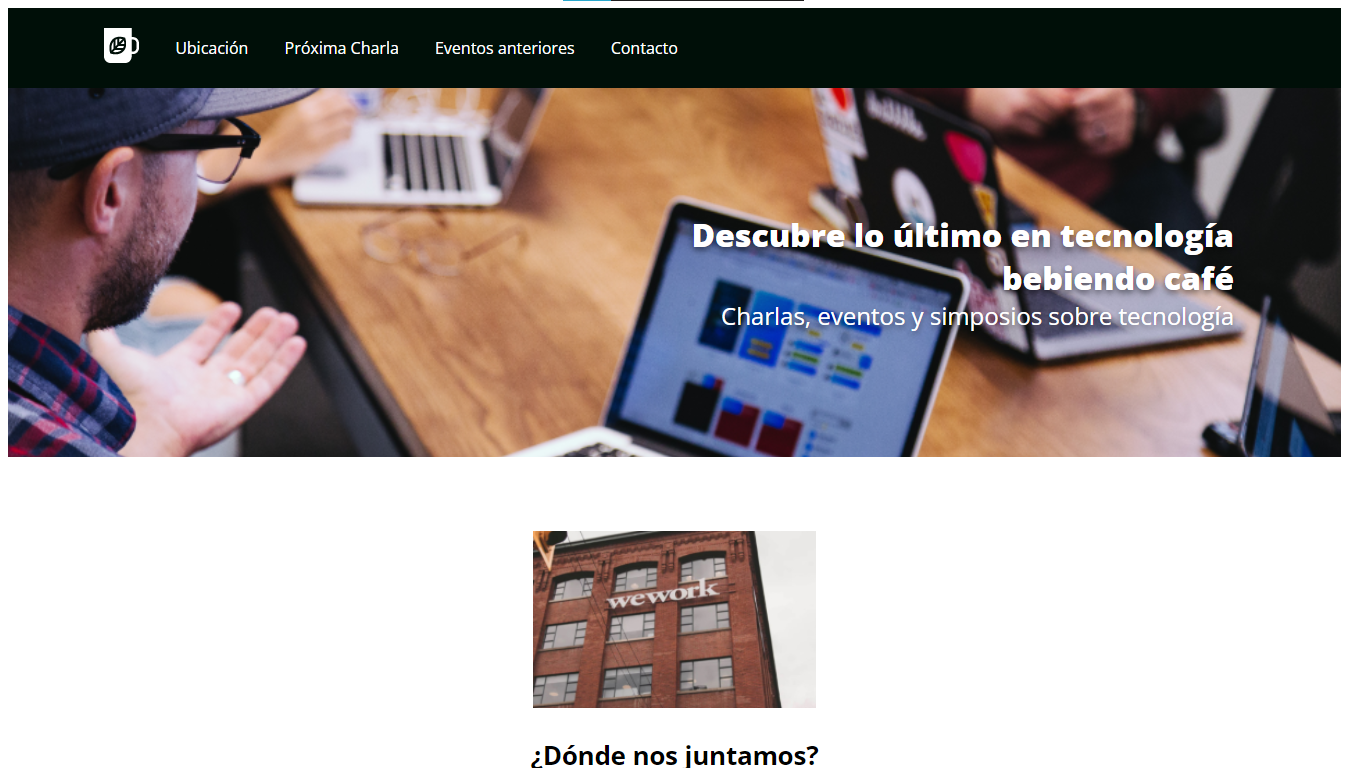 Ubicación
Próxima Charla
Eventos anteriores
Contacto
Descubre lo último en tecnología
bebiendo café
Charlas, eventos y simposios sobre tecnología
wework
¿Dónde nos juntamos?